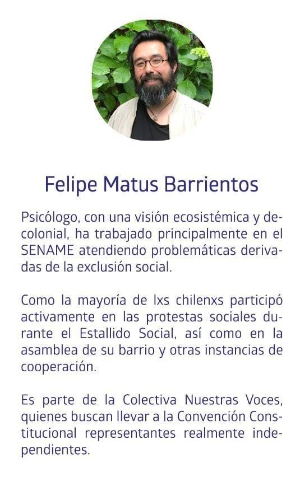 Felipe Matus Barrientos
Psicólogo, con una visión ecosistémica y de-
colonial, ha trabajado principalmente en el
SENAME atendiendo problemáticas deriva-
das de la exclusión social.
Como la mayoría de lxs chilenxs participó
activamente en las protestas sociales du-
rante el Estallido Social, así como en la
asamblea de su barrio y otras instancias de
cooperación.
Es parte de la Colectiva Nuestras Voces,
quienes buscan llevar a la Convención Cons-
titucional representantes realmente inde-
pendientes.